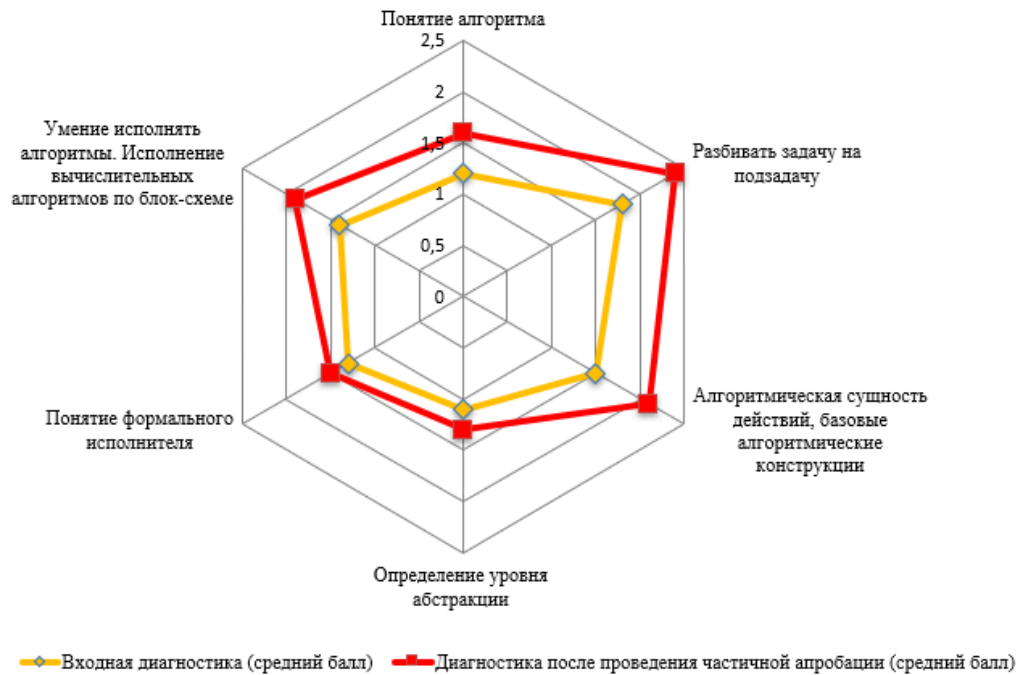 Понятие алгоритма
2,5
2
1,5
1
0,5
0
Разбивать задачу на
подзадачу
Алгоритмическая сущность
действий, базовые
алгоритмические
конструкции
Определение уровня
абстракции
Понятие формального
исполнителя
Умение исполнять
алгоритмы. Исполнение
вычислительных
алгоритмов по блок-схеме
Входная диагностика (средний балл)
Диагностика после проведения частичной апробации (средний балл)